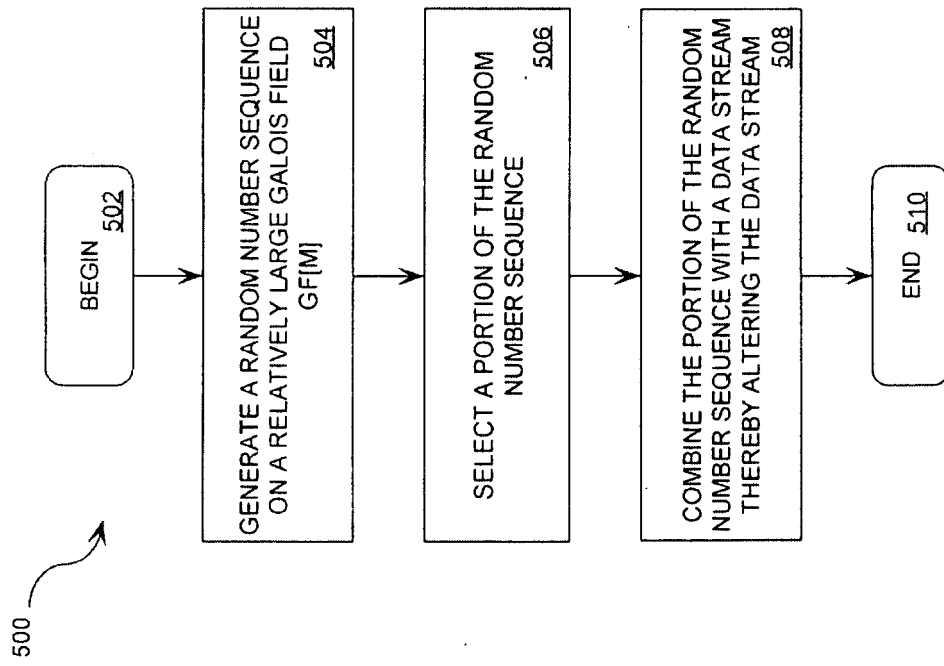 500
BEGIN
502
GENERATE A RANDOM NUMBER SEQUENCE
ON A RELATIVELY LARGE GALOIS FIELD
GF[M]
504
SELECT A PORTION OF THE RANDOM
NUMBER SEQUENCE
506
COMBINE THE PORTION OF THE RANDOM
NUMBER SEQUENCE WITH A DATA STREAM
THEREBY ALTERING THE DATA STREAM
508
END
510